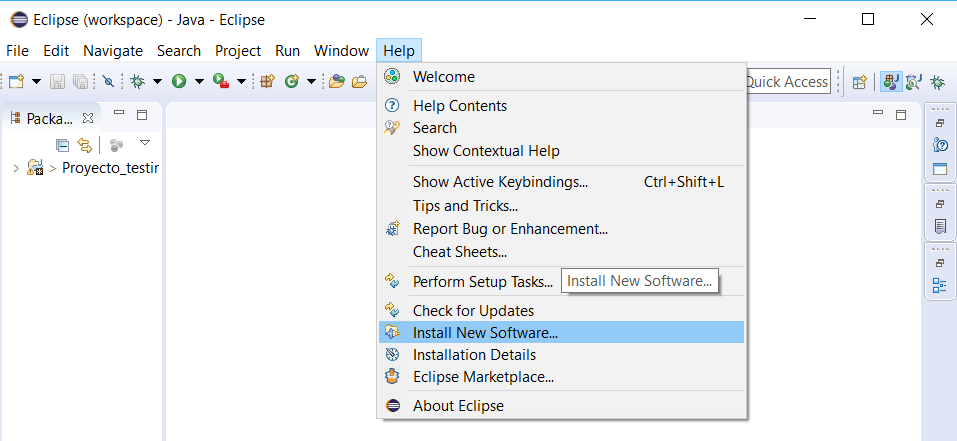 Eclipse (workspace) - Java - Eclipse
File Edit Navigate Search Project Run Window Help
Quick Access
Packa...
> Proyecto_testir
Welcome
Help Contents
Search
Show Contextual Help
Show Active Keybindings... Ctrl+Shift+L
Tips and Tricks...
Report Bug or Enhancement...
Cheat Sheets...
Perform Setup Tasks...
Install New Software...
Check for Updates
Install New Software...
Installation Details
Eclipse Marketplace...
About Eclipse